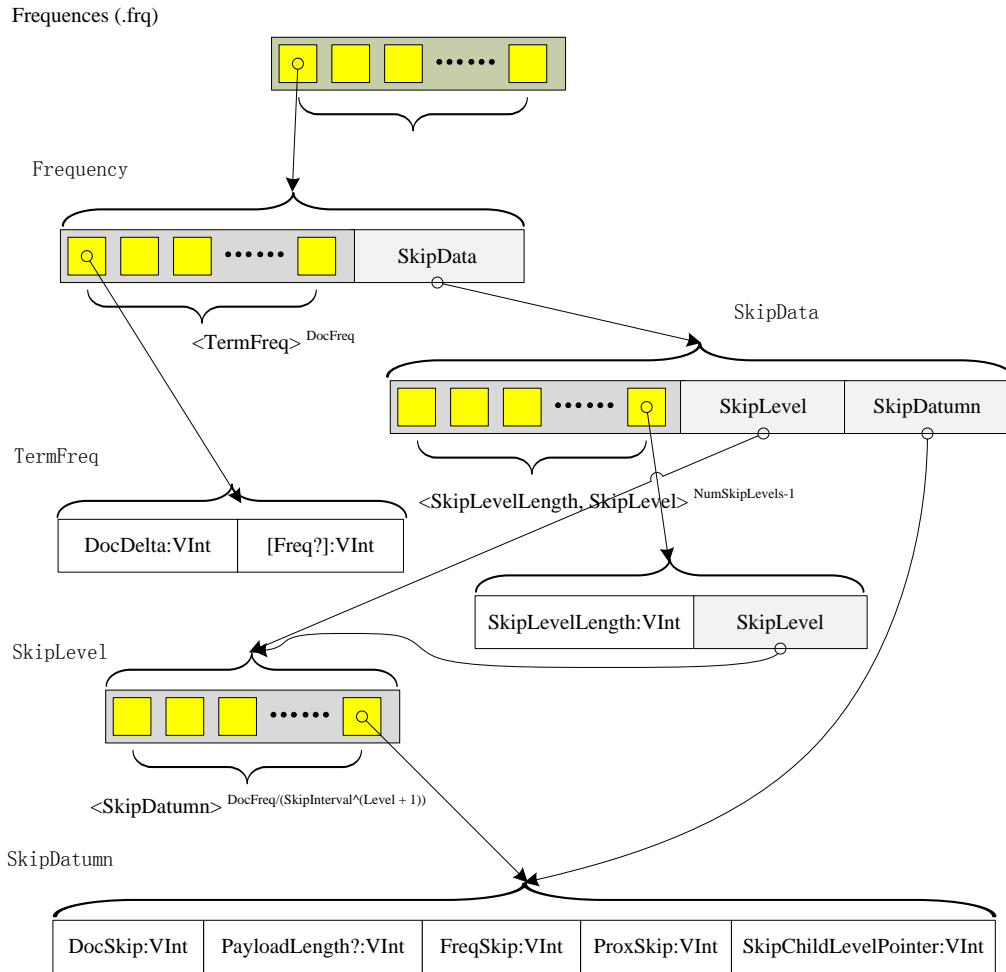 Frequences (.frq)
Frequency
SkipData
<TermFreq> DocFreq
SkipData
SkipLevel
SkipDatumn
TermFreq
<SkipLevelLength, SkipLevel> NumSkipLevels-1
DocDelta:VInt
[Freq?]:VInt
SkipLevelLength:VInt
SkipLevel
SkipLevel
<SkipDatumn> DocFreq/(SkipInterval^(Level + 1))
SkipDatumn
DocSkip:VInt
PayloadLength?:VInt
FreqSkip:VInt
ProxSkip:VInt
SkipChildLevelPointer:VInt